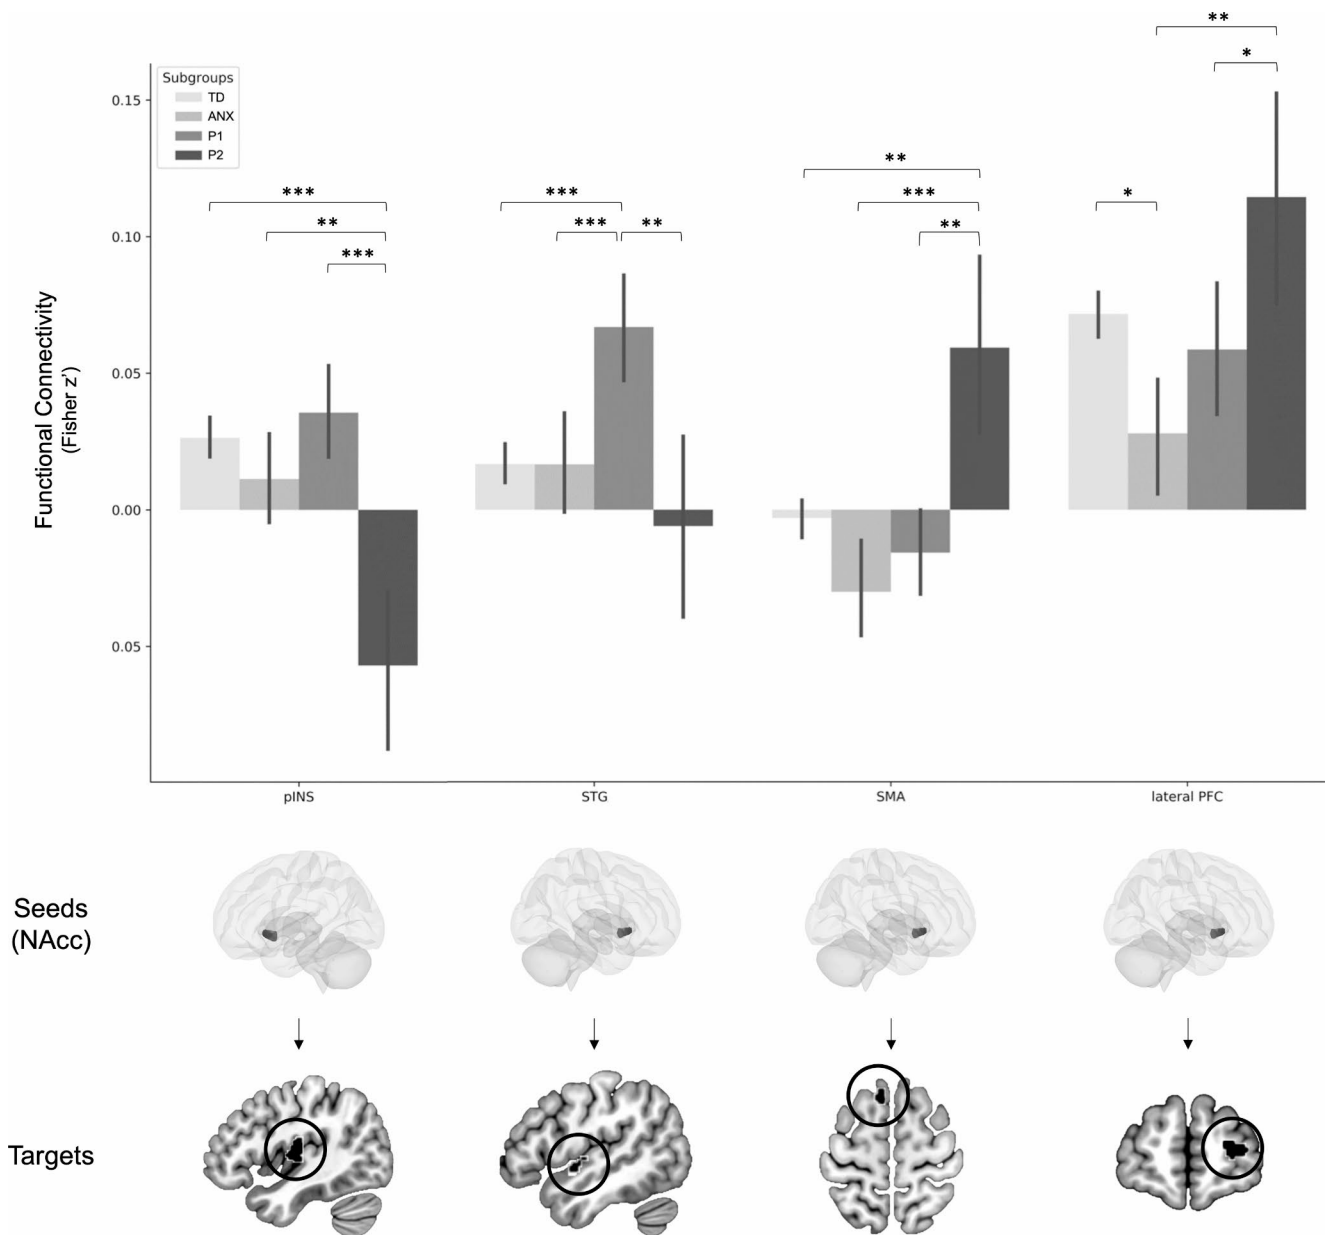 **
*
Subgroups
TD
ANX
P1
P2
0.15
**
***
***
***
*
**
***
**
**
0.10
***
Functional Connectivity
(Fisher z’)
0.05
0.00
0.05
pINS
STG
SMA
lateral PFC
Seeds
(NAcc)
Targets